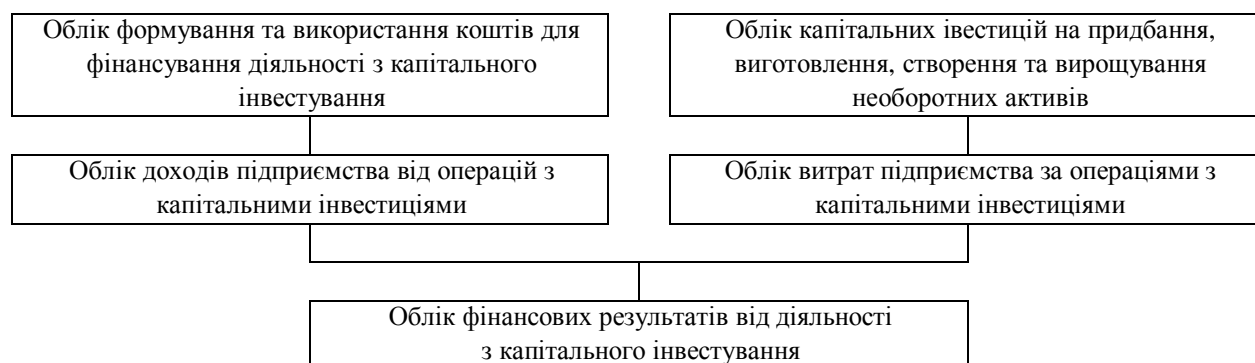 Облік формування та використання коштів для
фінансування діяльності з капітального
інвестування
Облік капітальних івестицій на придбання,
виготовлення, створення та вирощування
необоротних активів
Облік доходів підприємства від операцій з
капітальними інвестиціями
Облік витрат підприємства за операціями з
капітальними інвестиціями
Облік фінансових результатів від діяльності
з капітального інвестування